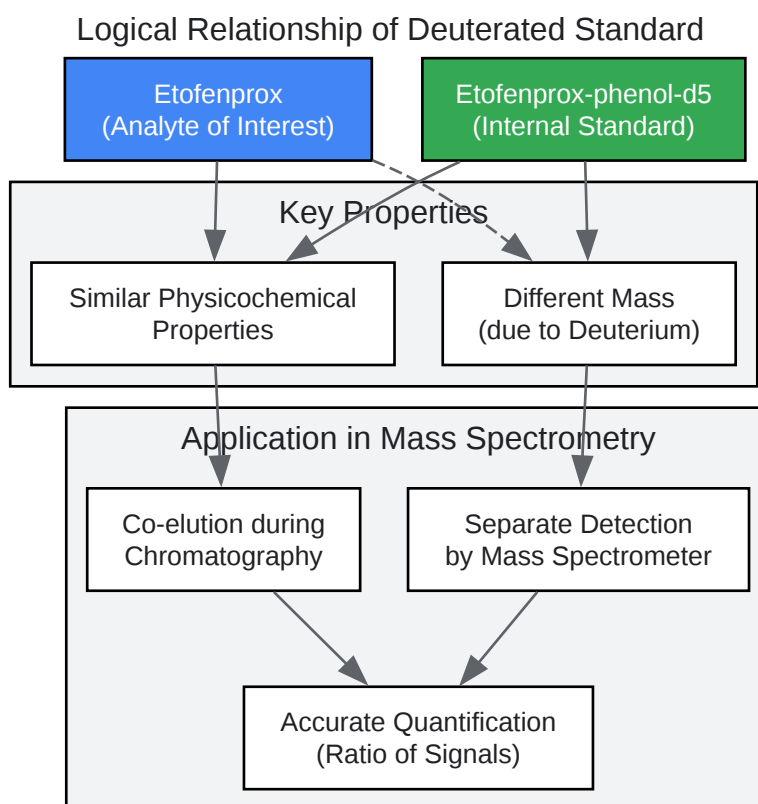 Logical Relationship of Deuterated Standard
Etofenprox
(Analyte of Interest)
Etofenprox-phenol-d5
(Internal Standard)
Key Properties
Similar Physicochemical
Properties
Different Mass
(due to Deuterium)
Application in Mass Spectrometry
Co-elution during
Chromatography
Separate Detection
by Mass Spectrometer
Accurate Quantification
(Ratio of Signals)